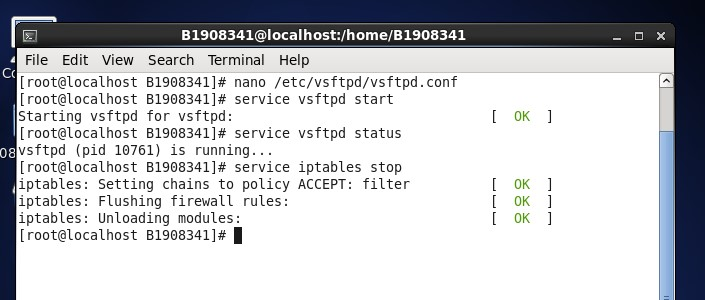 B1908341@localhost:/home/B1908341
File Edit View Search Terminal Help
[root@localhost B1908341]# nano /etc/vsftpd/vsftpd.conf
[root@localhost B1908341]# service vsftpd start
Starting vsftpd for vsftpd: [ OK ]
[root@localhost B1908341]# service vsftpd status
vsftpd (pid 10761) is running...
[root@localhost B1908341]# service iptables stop
iptables: Setting chains to policy ACCEPT: filter [ OK ]
iptables: Flushing firewall rules: [ OK ]
iptables: Unloading modules: [ OK ]
[root@localhost B1908341]#